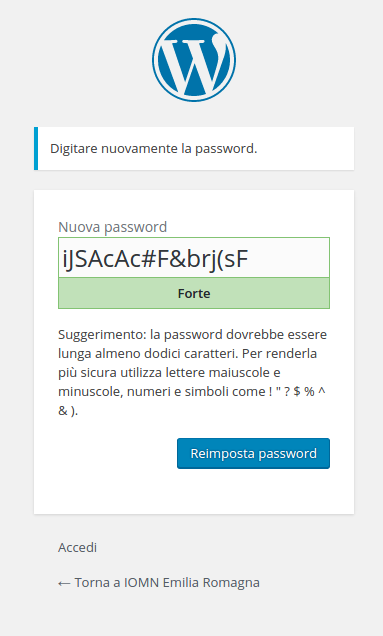 Digitare nuovamente la password.
Nuova password
iJSAcAc#F&brj(sF
Forte
Suggerimento: la password dovrebbe essere
lunga almeno dodici caratteri. Per renderla
più sicura utilizza lettere maiuscole e
minuscole, numeri e simboli come ! " ? $ % ^
& ).
Reimposta password
Accedi
← Torna a IOMN Emilia Romagna